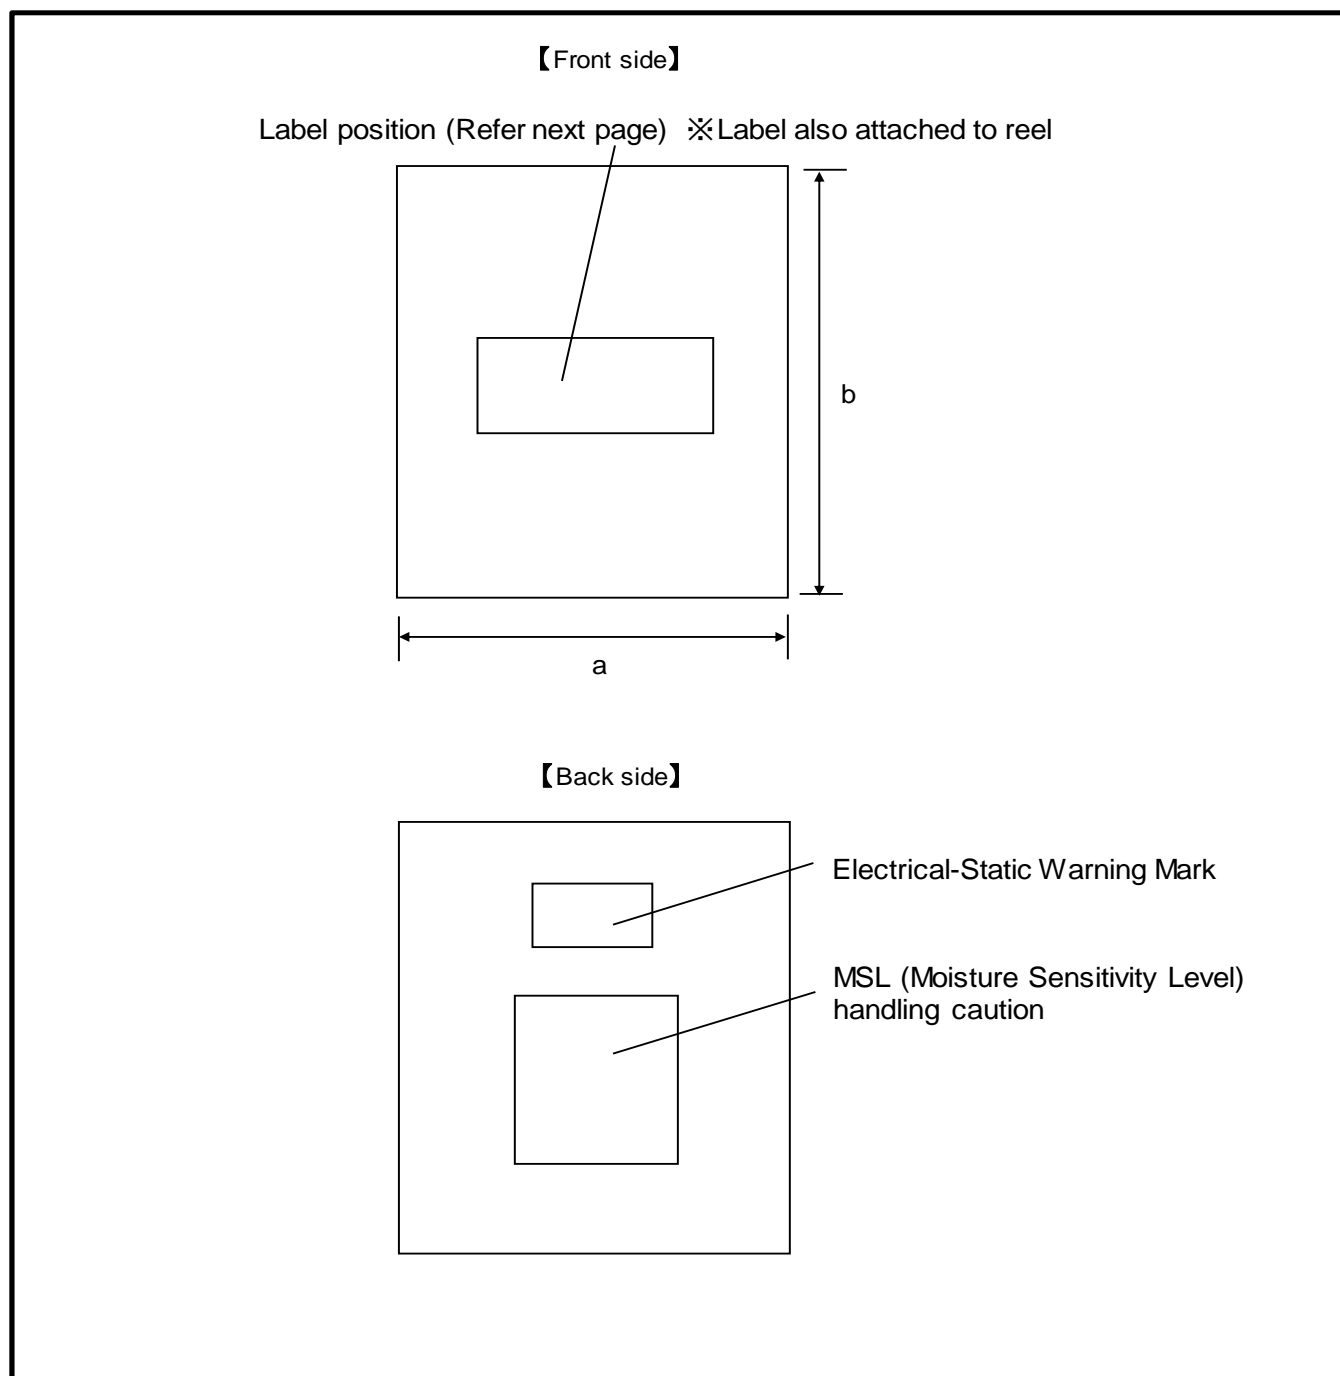 【Front side】
Label position (Refer next page) ※Label also attached to reel
b
a
【Back side】
Electrical-Static Warning Mark
MSL (Moisture Sensitivity Level)
handling caution